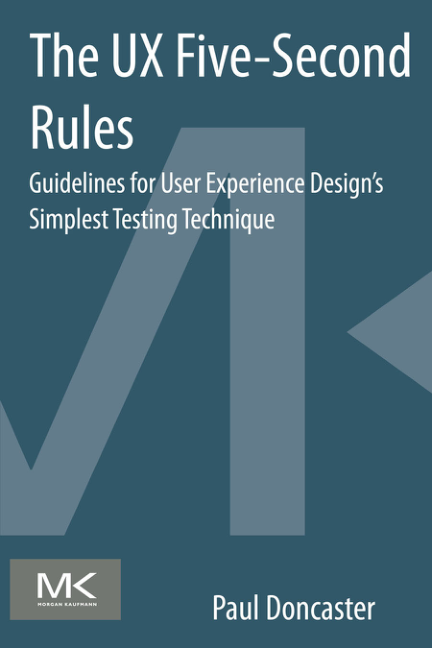 The UX Five-Second
Rules
Guidelines for User Experience Design's
Simplest Testing Technique
MK
MORGAN KAUFMANN
Paul Doncaster